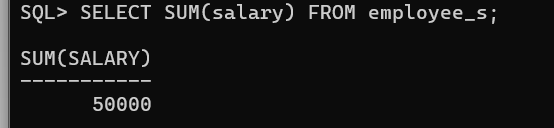 SQL> SELECT SUM(salary) FROM employee_s;
SUM(SALARY)
-----------
50000